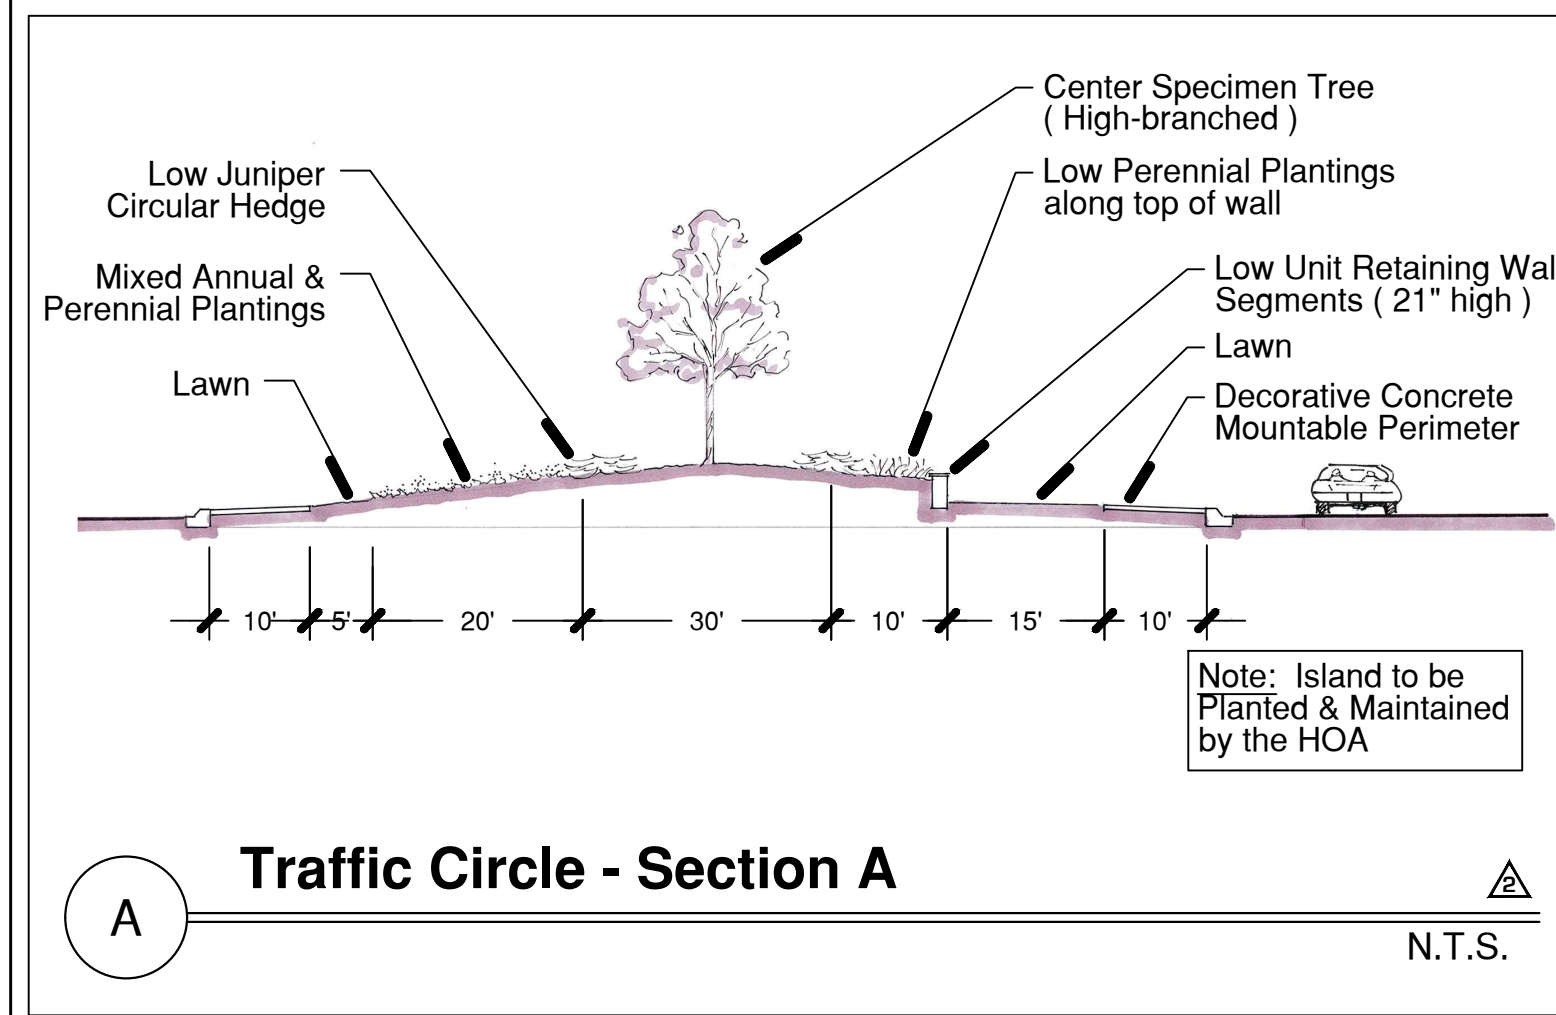 Center Specimen Tree
( High-branched )
Low Juniper
Circular Hedge
Low Perennial Plantings
along top of wall
Mixed Annual &
Perennial Plantings
Low Unit Retaining Wal
Segments ( 21" high )
Lawn
Lawn
Decorative Concrete
Mountable Perimeter
10' 5' 20' 30' 10' 15' 10'
Note: Island to be
Planted & Maintained
by the HOA
Traffic Circle - Section A
2
A
N.T.S.